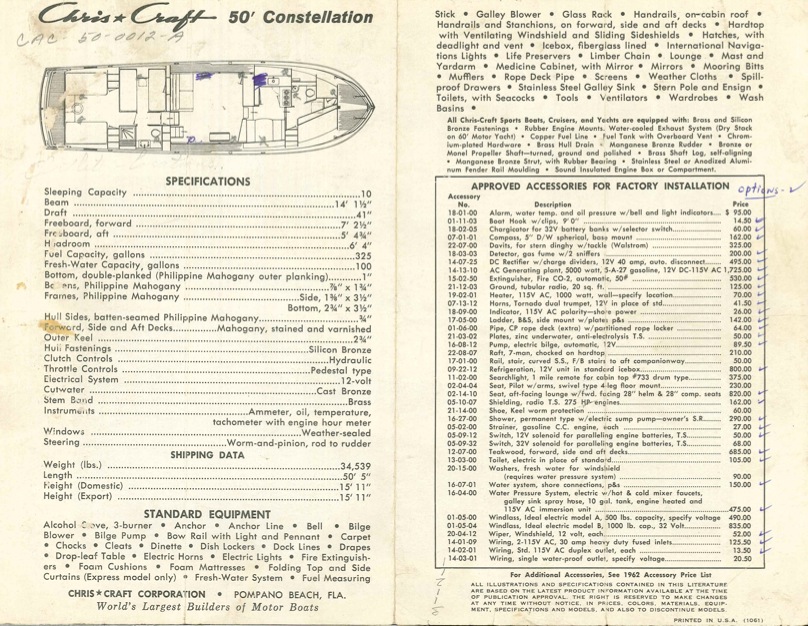 Chris★Craft 50' Constellation
CAC-50-0012-A
SPECIFICATIONS
Sleeping Capacity 10
Beam 14' 1½"
Draft 41"
Freeboard, forward 7' 2½"
Freeboard, aft 5' 4¾"
Headroom 6' 4"
Fuel Capacity, gallons 325
Fresh-Water Capacity, gallons 100
Bottom, double-planked (Philippine Mahogany outer planking) 1"
Battens, Philippine Mahogany ⅞" x 1¾"
Frames, Philippine Mahogany Side, 1⅜" x 3½"
Bottom, 2¾" x 3½"
Hull Sides, batten-seamed Philippine Mahogany ¾"
Forward, Side and Aft Decks Mahogany, stained and varnished
Outer Keel 2¾"
Hull Fastenings Silicon Bronze
Clutch Controls Hydraulic
Throttle Controls Pedestal type
Electrical System 12-volt
Cutwater Cast Bronze
Stem Band Brass
Instruments Ammeter, oil, temperature,
tachometer with engine hour meter
Windows Weather-sealed
Steering Worm-and-pinion, rod to rudder
SHIPPING DATA
Weight (lbs.) 34,539
Length 50' 5"
Height (Domestic) 15' 11"
Height (Export) 15' 11"
STANDARD EQUIPMENT
Alcohol Stove, 3-burner • Anchor • Anchor Line • Bell • Bilge
Blower • Bilge Pump • Bow Rail with Light and Pennant • Carpet
• Chocks • Cleats • Dinette • Dish Lockers • Dock Lines • Drapes
• Drop-leaf Table • Electric Horns • Electric Lights • Fire Extinguish-
ers • Foam Cushions • Foam Mattresses • Folding Top and Side
Curtains (Express model only) • Fresh-Water System • Fuel Measuring
CHRIS★CRAFT CORPORATION • POMPANO BEACH, FLA.
World's Largest Builders of Motor Boats
Stick • Galley Blower • Glass Rack • Handrails, on-cabin roof •
Handrails and Stanchions, on forward, side and aft decks • Hardtop
with Ventilating Windshield and Sliding Sideshields • Hatches, with
deadlight and vent • Icebox, fiberglass lined • International Naviga-
tions Lights • Life Preservers • Limber Chain • Lounge • Mast and
Yardarm • Medicine Cabinet, with Mirror • Mirrors • Mooring Bitts
• Mufflers • Rope Deck Pipe • Screens • Weather Cloths • Spill-
proof Drawers • Stainless Steel Galley Sink • Stern Pole and Ensign •
Toilets, with Seacocks • Tools • Ventilators • Wardrobes • Wash
Basins •
All Chris-Craft Sports Boats, Cruisers, and Yachts are equipped with: Brass and Silicon
Bronze Fastenings • Rubber Engine Mounts. Water-cooled Exhaust System (Dry Stack
on 60' Motor Yacht) • Copper Fuel Line • Fuel Tank with Overboard Vent • Chrom-
ium-plated Hardware • Brass Hull Drain • Manganese Bronze Rudder • Bronze or
Monel Propeller Shaft—turned, ground and polished • Brass Shaft Log, self-aligning
• Manganese Bronze Strut, with Rubber Bearing • Stainless Steel or Anodized Alumi-
num Fender Rail Moulding • Sound Insulated Engine Box or Compartment.
APPROVED ACCESSORIES FOR FACTORY INSTALLATION options - ✓
Accessory
No. Description Price
18-01-00 Alarm, water temp. and oil pressure w/bell and light indicators.... $ 95.00
01-11-03 Boat Hook w/clips, 9' 0" 14.50
18-02-05 Chargicator for 32V battery banks w/selector switch 60.00
07-01-01 Compass, 5" D/W spherical, base mount 162.00
22-07-00 Davits, for stern dinghy w/tackle (Walstrom) 325.00
18-03-03 Detector, gas fume w/2 sniffers 200.00
14-07-25 DC Rectifier w/charge dividers, 12V 40 amp, auto. disconnect 495.00
14-13-10 AC Generating plant, 5000 watt, 5-A-27 gasoline, 12V DC-115V AC 1,725.00
15-02-50 Extinguisher, Fire CO-2, automatic, 50# 530.00
21-12-03 Ground, tubular radio, 20 sq. ft. 125.00
19-02-01 Heater, 115V AC, 1000 watt, wall—specify location 70.00
07-13-12 Horns, Tornado dual trumpet, 12V in place of std. 41.50
18-09-00 Indicator, 115V AC polarity—shore power 26.00
17-05-00 Ladder, B&S, side mount w/plates p&s 142.00
01-06-00 Pipe, CP rope deck (extra) w/partitioned rope locker 64.00
21-03-02 Plates, zinc underwater, anti-electrolysis T.S. 50.00
16-08-12 Pump, electric bilge, automatic, 12V 89.50
22-08-07 Raft, 7-man, chocked on hardtop 210.00
17-01-00 Rail, stair, curved S.S., F/B stairs to aft companionway 50.00
09-22-12 Refrigeration, 12V unit in standard icebox 800.00
11-02-00 Searchlight, 1 mile remote for cabin top #733 drum type 375.00
02-04-04 Seat, Pilot w/arms, swivel type 4-leg floor mount 230.00
02-14-10 Seat, aft-facing lounge w/fwd. facing 28" helm & 28" comp. seats 820.00
05-10-07 Shielding, radio T.S. 275 HP engines 162.00
21-14-00 Shoe, Keel worm protection 60.00
16-27-00 Shower, permanent type w/electric sump pump—owner's S.R. 290.00
05-02-00 Strainer, gasoline C.C. engine, each 27.00
05-09-12 Switch, 12V solenoid for paralleling engine batteries, T.S. 50.00
05-09-32 Switch, 32V solenoid for paralleling engine batteries, T.S. 68.00
12-07-00 Teakwood, forward, side and aft decks 685.00
13-03-00 Toilet, electric in place of standard 105.00
20-15-00 Washers, fresh water for windshield
(requires water pressure system) 90.00
16-07-01 Water system, shore connections, p&s 150.00
16-04-00 Water Pressure System, electric w/hot & cold mixer faucets,
galley sink spray hose, 10 gal. tank, engine heated and
115V AC immersion unit 475.00
01-05-00 Windlass, Ideal electric model A, 500 lbs. capacity, specify voltage 490.00
01-05-04 Windlass, Ideal electric model B, 1000 lb. cap., 32 Volt 835.00
20-04-12 Wiper, Windshield, 12 volt, each 52.00
14-01-09 Wiring, 2-115V AC, 30 amp heavy duty fused inlets 125.50
14-02-01 Wiring, Std. 115V AC duplex outlet, each 13.50
14-03-01 Wiring, single water-proof outlet, specify voltage 20.50
For Additional Accessories, See 1962 Accessory Price List
ALL ILLUSTRATIONS AND SPECIFICATIONS CONTAINED IN THIS LITERATURE
ARE BASED ON THE LATEST PRODUCT INFORMATION AVAILABLE AT THE TIME
OF PUBLICATION APPROVAL. THE RIGHT IS RESERVED TO MAKE CHANGES
AT ANY TIME WITHOUT NOTICE, IN PRICES, COLORS, MATERIALS, EQUIP-
MENT, SPECIFICATIONS AND MODELS, AND ALSO TO DISCONTINUE MODELS.
PRINTED IN U.S.A. (1061)